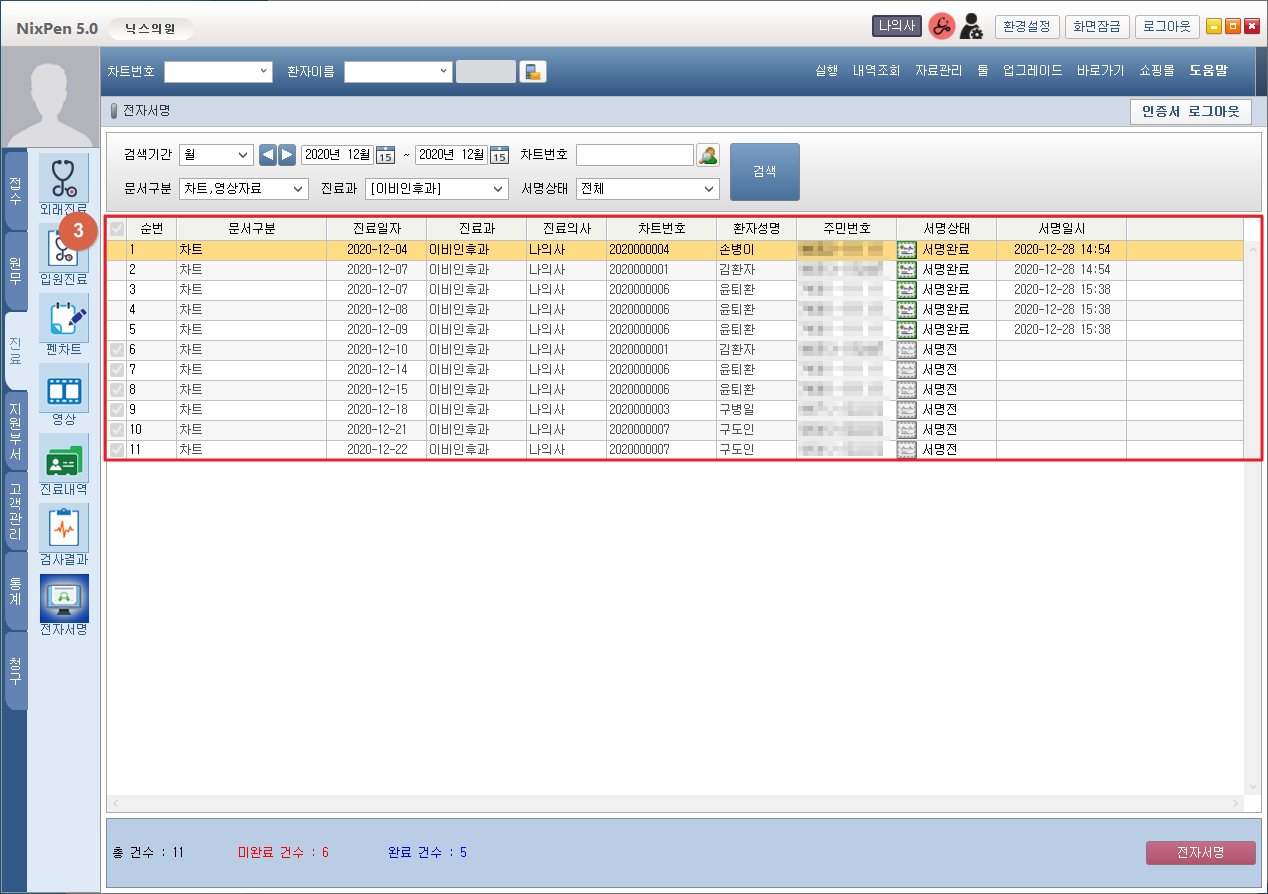 NixPen 5.0 닉스의원 나의사 환경설정 화면잠금 로그아웃
차트번호 환자이름 실행 내역조회 자료관리 툴 업그레이드 바로가기 쇼핑몰 도움말
전자서명 인증서 로그아웃
검색기간 월 2020년 12월 15 ~ 2020년 12월 15 차트번호 검색
문서구분 차트,영상자료 진료과 [이비인후과] 서명상태 전체
접수
원무
진료
지원부서
고객관리
통계
청구
외래진료
3
입원진료
펜차트
영상
진료내역
검사결과
전자서명
순번 문서구분 진료일자 진료과 진료의사 차트번호 환자성명 주민번호 서명상태 서명일시
1 차트 2020-12-04 이비인후과 나의사 2020000004 손병이 서명완료 2020-12-28 14:54
2 차트 2020-12-07 이비인후과 나의사 2020000001 김환자 서명완료 2020-12-28 14:54
3 차트 2020-12-07 이비인후과 나의사 2020000006 윤퇴환 서명완료 2020-12-28 15:38
4 차트 2020-12-08 이비인후과 나의사 2020000006 윤퇴환 서명완료 2020-12-28 15:38
5 차트 2020-12-09 이비인후과 나의사 2020000006 윤퇴환 서명완료 2020-12-28 15:38
6 차트 2020-12-10 이비인후과 나의사 2020000001 김환자 서명전
7 차트 2020-12-14 이비인후과 나의사 2020000006 윤퇴환 서명전
8 차트 2020-12-15 이비인후과 나의사 2020000006 윤퇴환 서명전
9 차트 2020-12-18 이비인후과 나의사 2020000003 구병일 서명전
10 차트 2020-12-21 이비인후과 나의사 2020000007 구도인 서명전
11 차트 2020-12-22 이비인후과 나의사 2020000007 구도인 서명전
총 건수 : 11 미완료 건수 : 6 완료 건수 : 5 전자서명